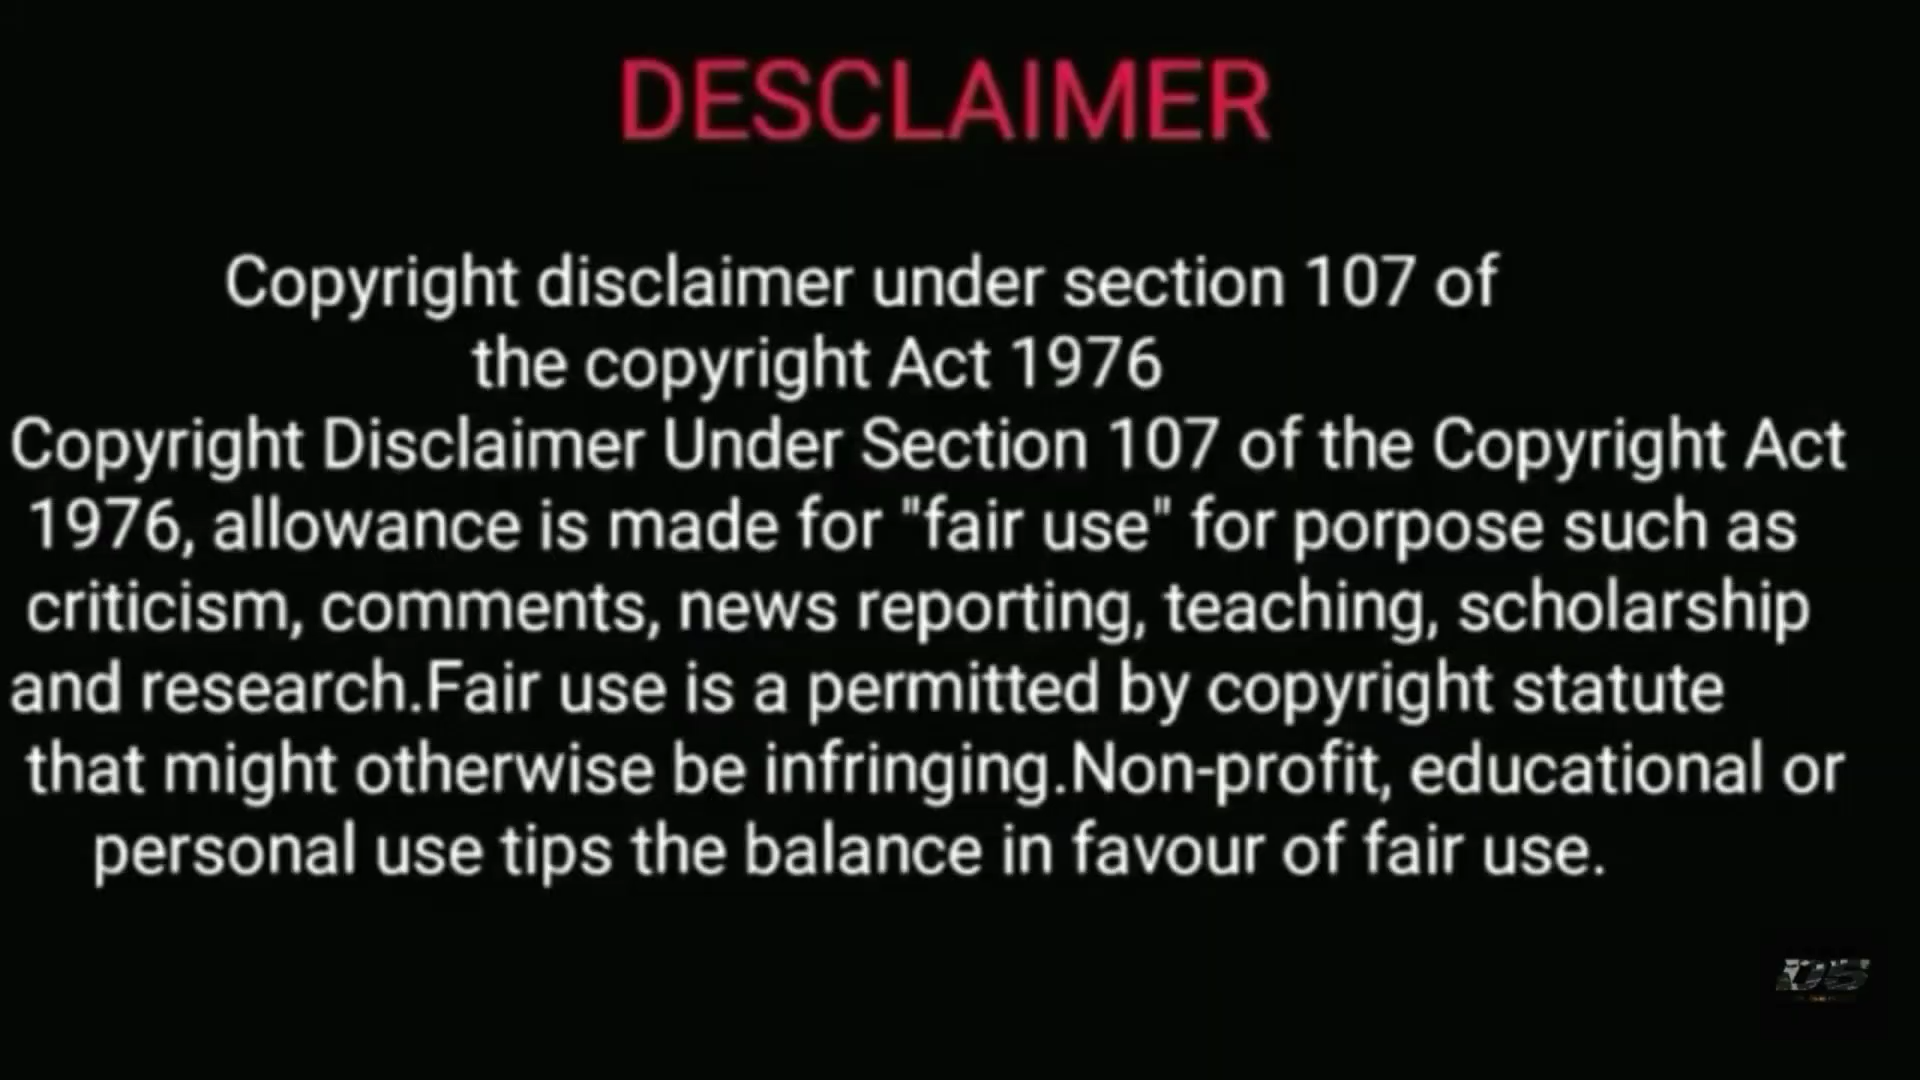 DESCLAIMER
Copyright disclaimer under section 107 of
the copyright Act 1976
Copyright Disclaimer Under Section 107 of the Copyright Act
1976, allowance is made for "fair use" for porpose such as
criticism, comments, news reporting, teaching, scholarship
and research.Fair use is a permitted by copyright statute
that might otherwise be infringing.Non-profit, educational or
personal use tips the balance in favour of fair use.